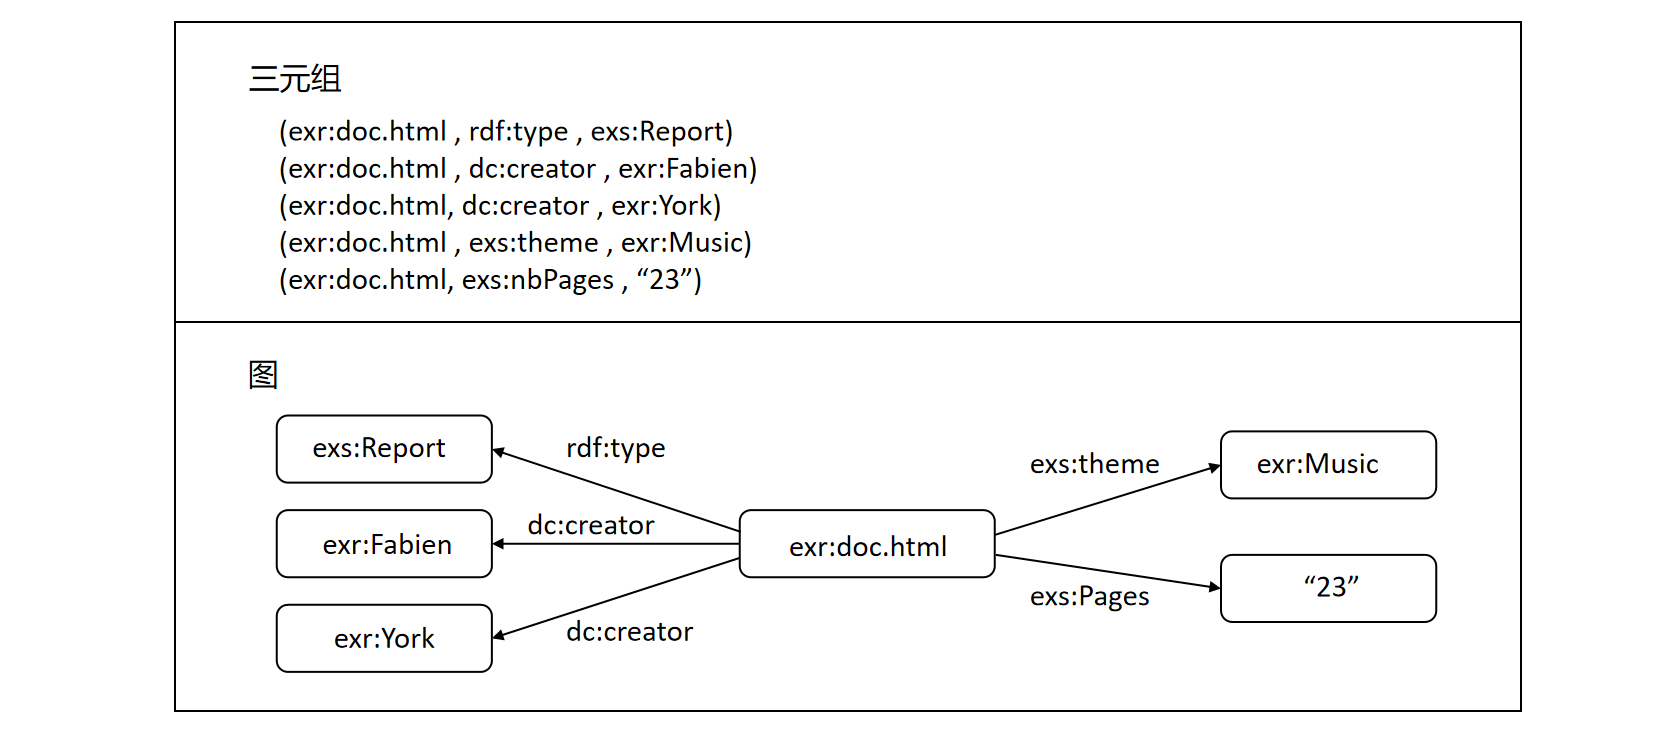 三元组
(exr:doc.html , rdf:type , exs:Report)
(exr:doc.html , dc:creator , exr:Fabien)
(exr:doc.html, dc:creator , exr:York)
(exr:doc.html , exs:theme , exr:Music)
(exr:doc.html, exs:nbPages , “23”)
图
exs:Report
rdf:type
exs:theme
exr:Music
dc:creator
exr:Fabien
exr:doc.html
“23”
exs:Pages
exr:York
dc:creator